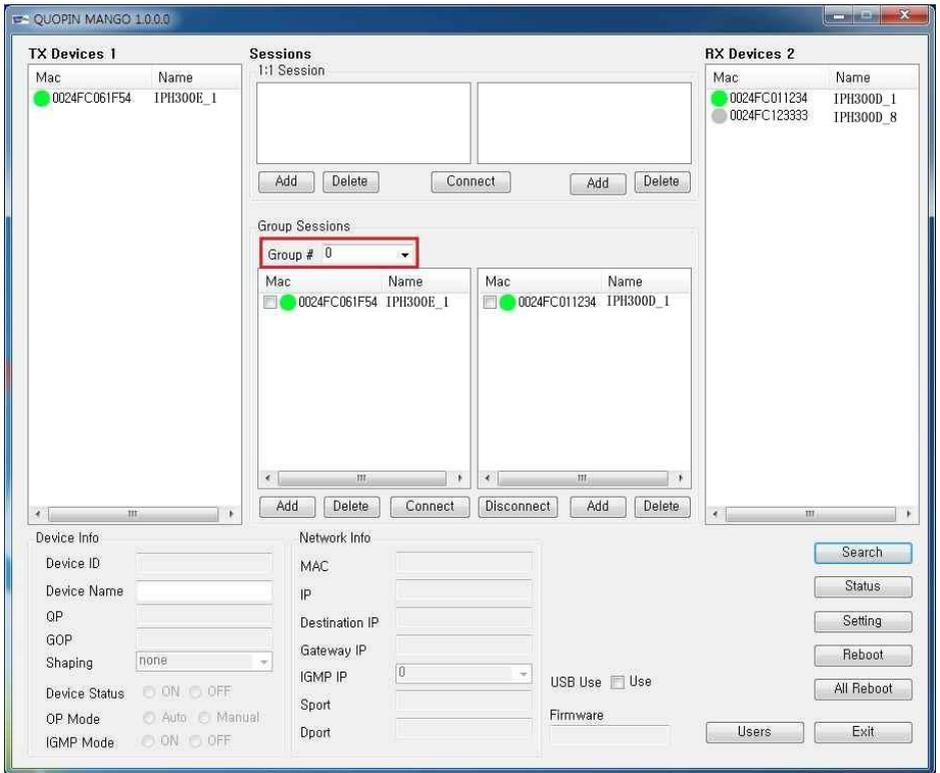 QUOPIN MANGO 1.0.0.0
TX Devices 1
Mac Name
0024FC061F54 IPH300E_1
Sessions
1:1 Session
Add Delete Connect Add Delete
Group Sessions
Group # 0
Mac Name
0024FC061F54 IPH300E_1
Mac Name
0024FC011234 IPH300D_1
Add Delete Connect Disconnect Add Delete
RX Devices 2
Mac Name
0024FC011234 IPH300D_1
0024FC123333 IPH300D_8
Device Info
Device ID
Device Name
QP
GOP
Shaping none
Device Status ON OFF
OP Mode Auto Manual
IGMP Mode ON OFF
Network Info
MAC
IP
Destination IP
Gateway IP
IGMP IP 0
Sport
Dport
USB Use Use
Firmware
Search
Status
Setting
Reboot
All Reboot
Users Exit